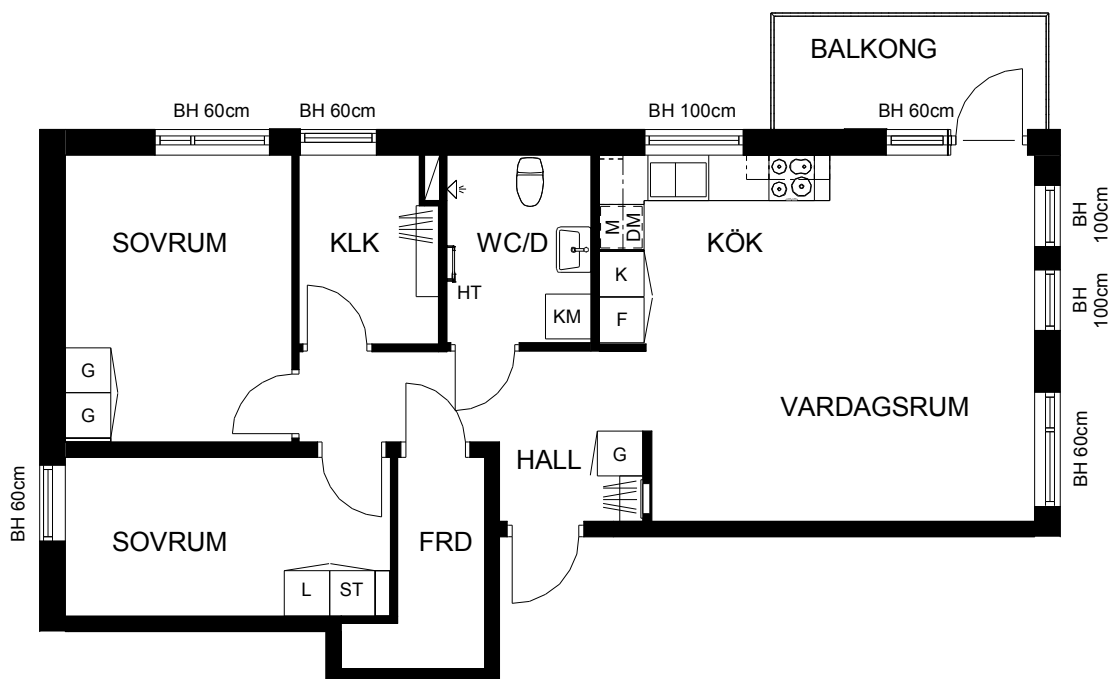 BALKONG
BH 60cm
BH 60cm
BH 100cm
BH 60cm
SOVRUM
KLK
WC/D
HT
KM
M
DM
K
F
KÖK
BH
100cm
BH
100cm
G
G
VARDAGSRUM
BH 60cm
HALL
G
BH 60cm
SOVRUM
L
ST
FRD